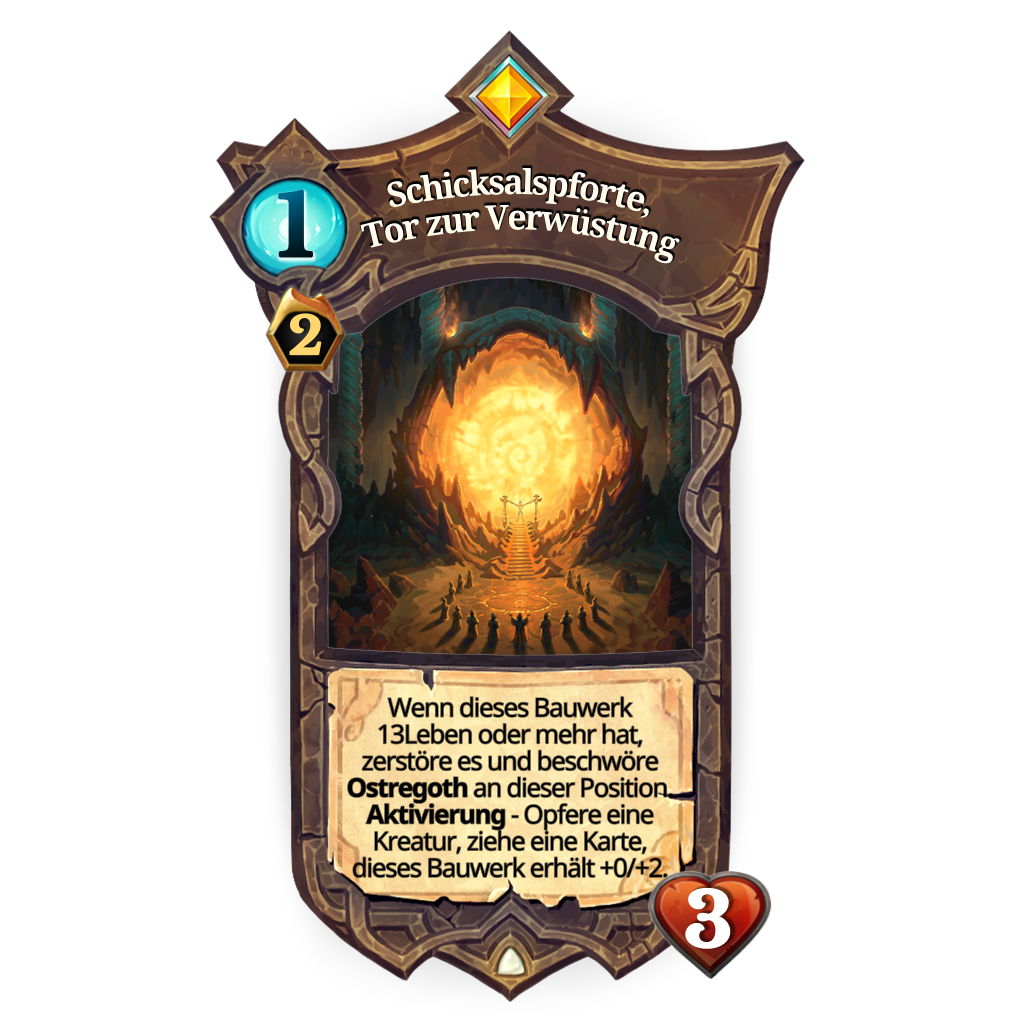 1
Schicksalspforte,
Tor zur Verwüstung
2
Wenn dieses Bauwerk
13Leben oder mehr hat,
zerstöre es und beschwöre
Ostregoth an dieser Position.
Aktivierung - Opfere eine
Kreatur, ziehe eine Karte,
dieses Bauwerk erhält +0/+2.
3